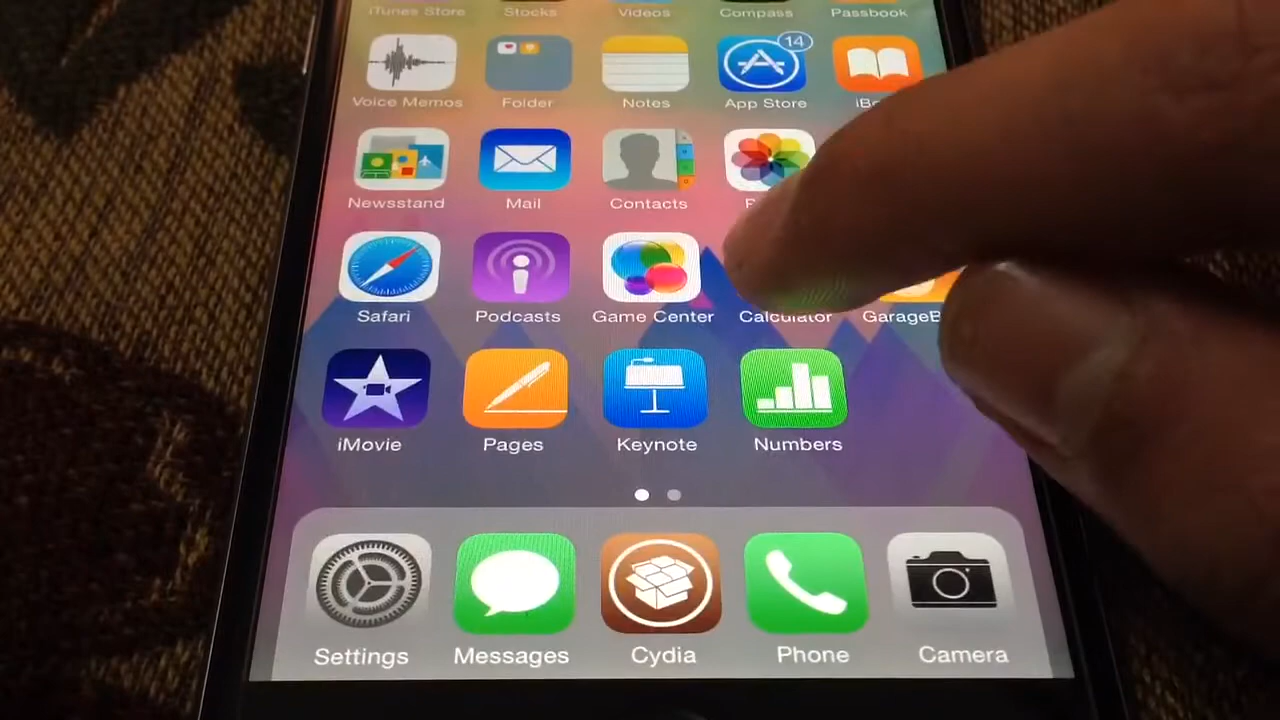 iTunes Store Stocks Videos Compass Passbook
14
Voice Memos Folder Notes App Store
Newsstand Mail Contacts
Safari Podcasts Game Center Calculator GarageB
iMovie Pages Keynote Numbers
Settings Messages Cydia Phone Camera